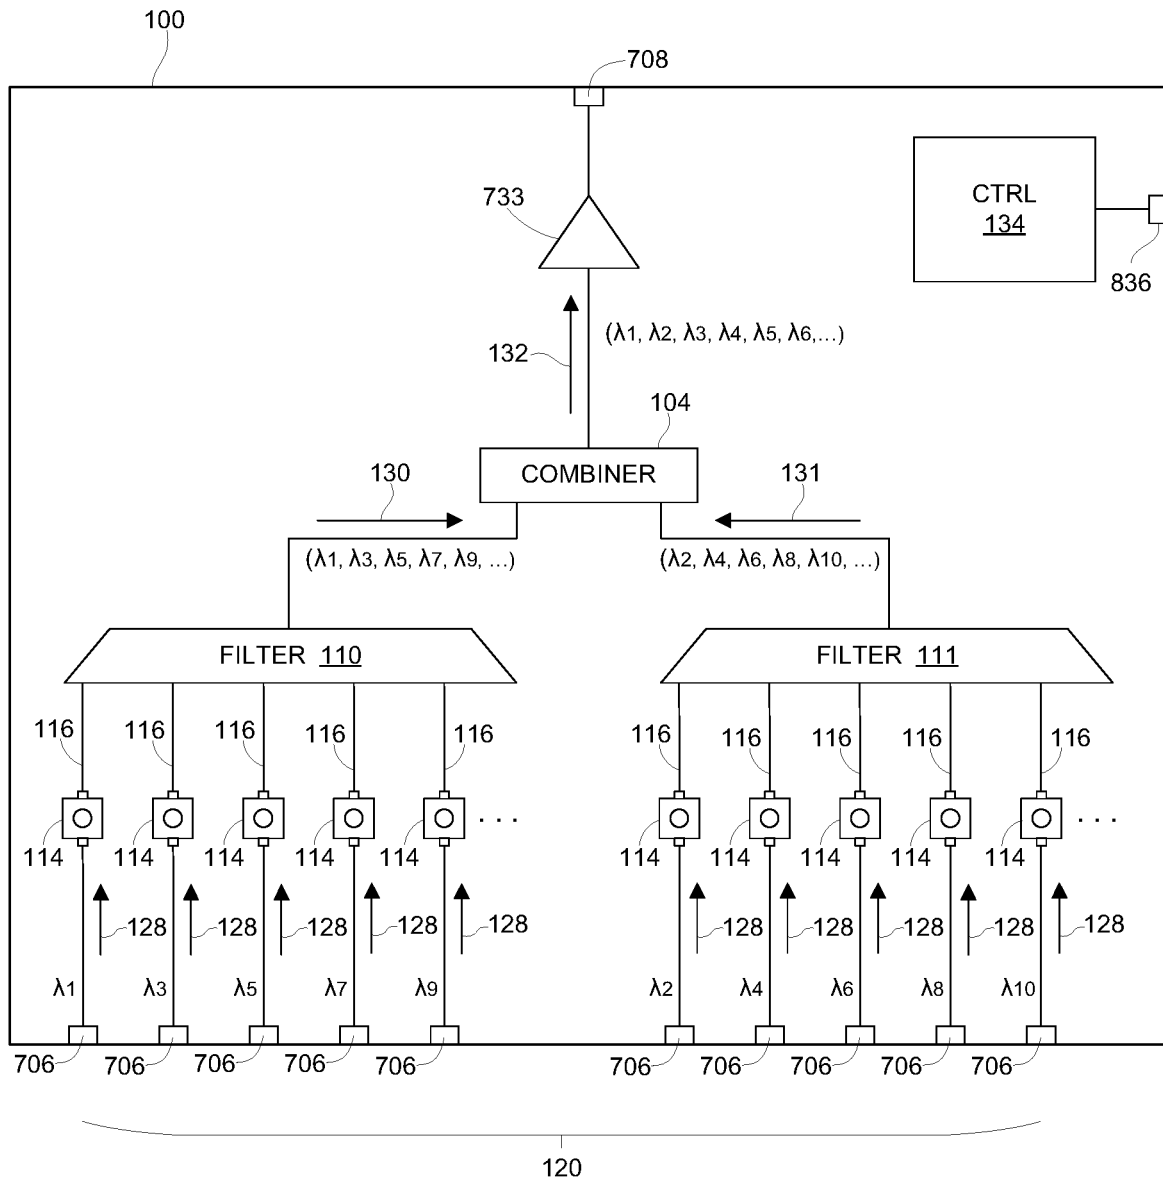 100
708
733
CTRL
134
836
(λ1, λ2, λ3, λ4, λ5, λ6,...)
132
104
COMBINER
130
131
(λ1, λ3, λ5, λ7, λ9, ...)
(λ2, λ4, λ6, λ8, λ10, ...)
FILTER 110
FILTER 111
116 116 116 116 116 116 116 116 116 116
. . . . . .
114 114 114 114 114 114 114 114 114 114
128 128 128 128 128 128 128 128 128 128
λ1 λ3 λ5 λ7 λ9 λ2 λ4 λ6 λ8 λ10
706 706 706 706 706 706 706 706 706 706
120